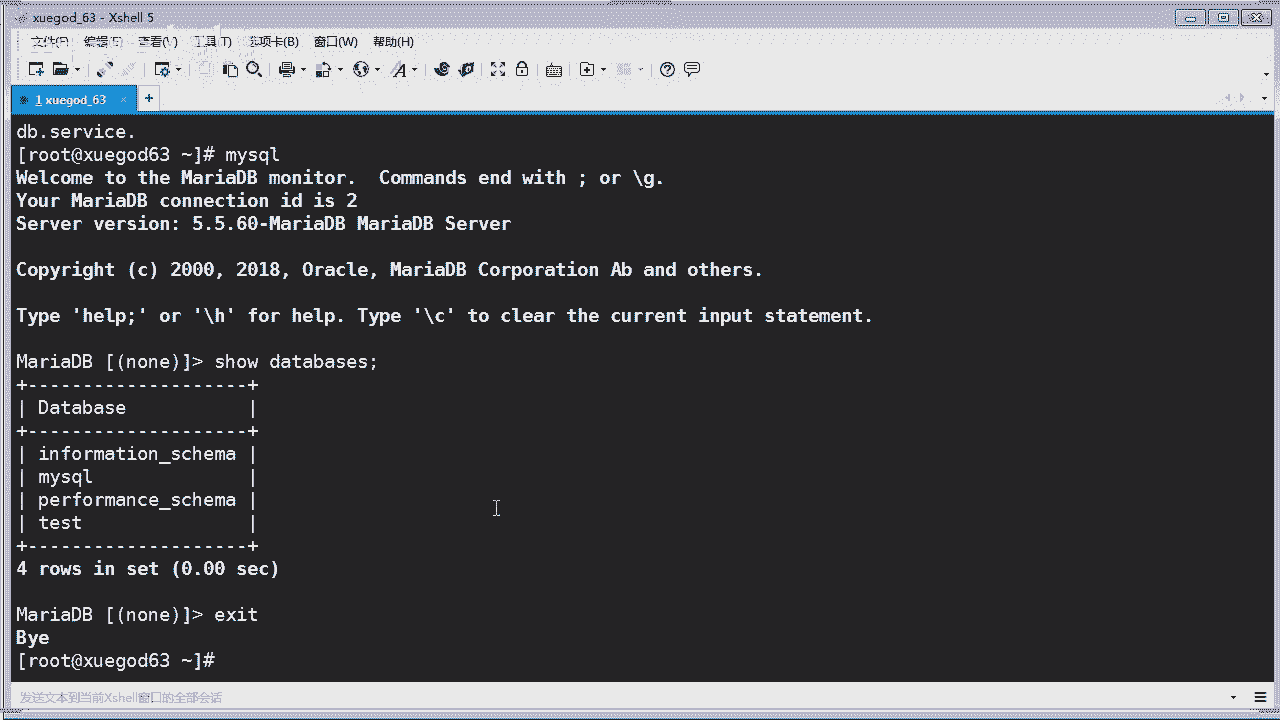 xuegod_63 - Xshell 5
文件(F) 编辑(E) 查看(V) 工具(T) 选项卡(B) 窗口(W) 帮助(H)
1 xuegod_63 × +
db.service.
[root@xuegod63 ~]# mysql
Welcome to the MariaDB monitor.  Commands end with ; or \g.
Your MariaDB connection id is 2
Server version: 5.5.60-MariaDB MariaDB Server
Copyright (c) 2000, 2018, Oracle, MariaDB Corporation Ab and others.
Type 'help;' or '\h' for help. Type '\c' to clear the current input statement.
MariaDB [(none)]> show databases;
+--------------------+
| Database           |
+--------------------+
| information_schema |
| mysql              |
| performance_schema |
| test               |
+--------------------+
4 rows in set (0.00 sec)
MariaDB [(none)]> exit
Bye
[root@xuegod63 ~]#
发送文本到当前Xshell窗口的全部会话